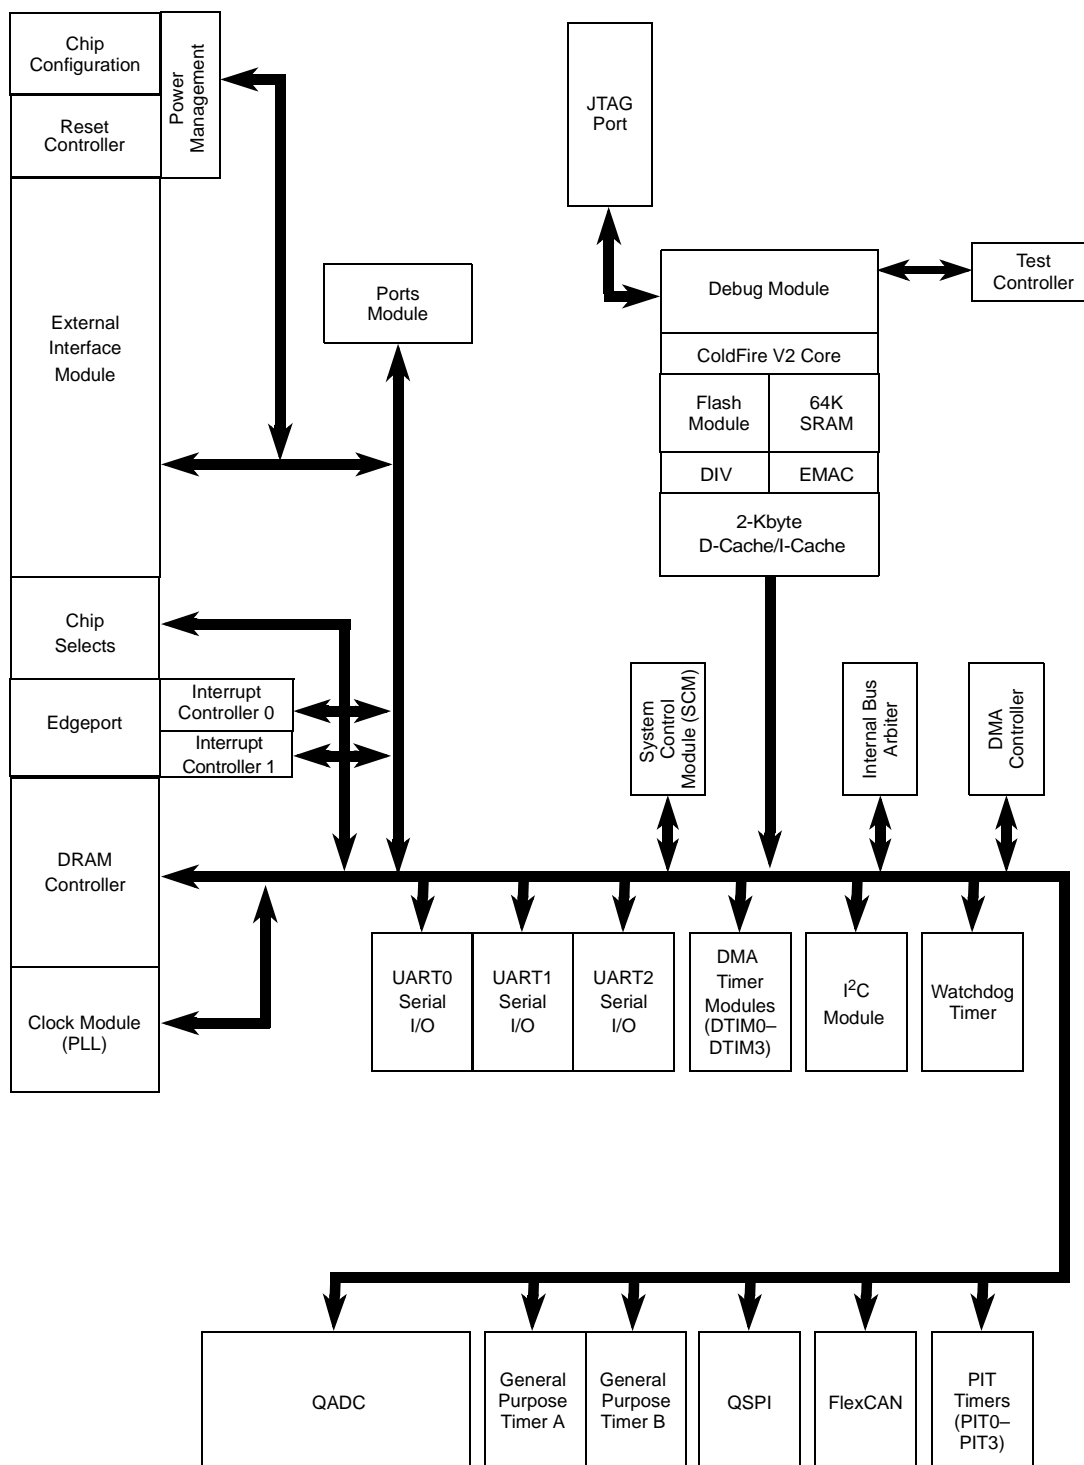 Chip
Configuration
Power
Management
Reset
Controller
JTAG
Port
External
Interface
Module
Ports
Module
Debug Module
Test
Controller
ColdFire V2 Core
Flash
Module
64K
SRAM
DIV
EMAC
2-Kbyte
D-Cache/I-Cache
Chip
Selects
Edgeport
Interrupt
Controller 0
Interrupt
Controller 1
System
Control
Module (SCM)
Internal Bus
Arbiter
DMA
Controller
DRAM
Controller
Clock Module
(PLL)
UART0
Serial
I/O
UART1
Serial
I/O
UART2
Serial
I/O
DMA
Timer
Modules
(DTIM0–
DTIM3)
I²C
Module
Watchdog
Timer
QADC
General
Purpose
Timer A
General
Purpose
Timer B
QSPI
FlexCAN
PIT
Timers
(PIT0–
PIT3)